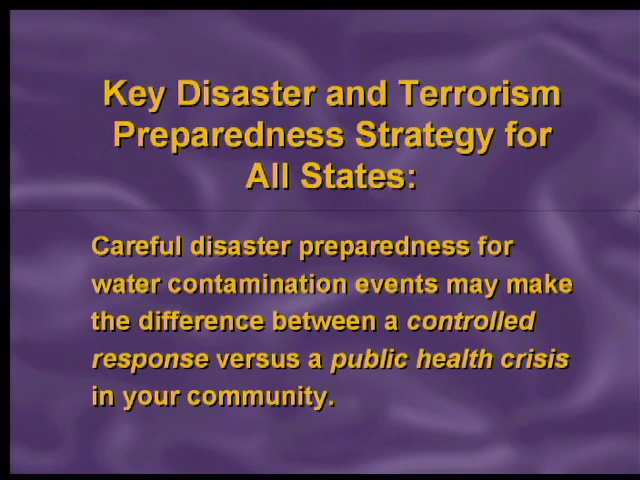 Key Disaster and Terrorism
Preparedness Strategy for
All States:
Careful disaster preparedness for
water contamination events may make
the difference between a controlled
response versus a public health crisis
in your community.